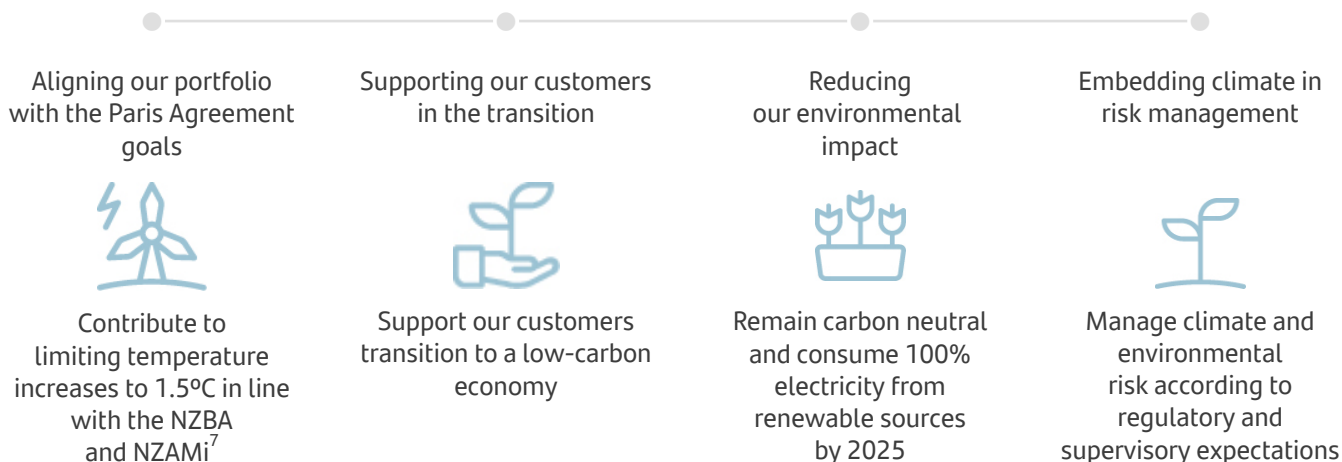 Aligning our portfolio
with the Paris Agreement
goals
Contribute to
limiting temperature
increases to 1.5ºC in line
with the NZBA
and NZAMi7
Supporting our customers
in the transition
Support our customers
transition to a low-carbon
economy
Reducing
our environmental
impact
Remain carbon neutral
and consume 100%
electricity from
renewable sources
by 2025
Embedding climate in
risk management
Manage climate and
environmental
risk according to
regulatory and
supervisory expectations